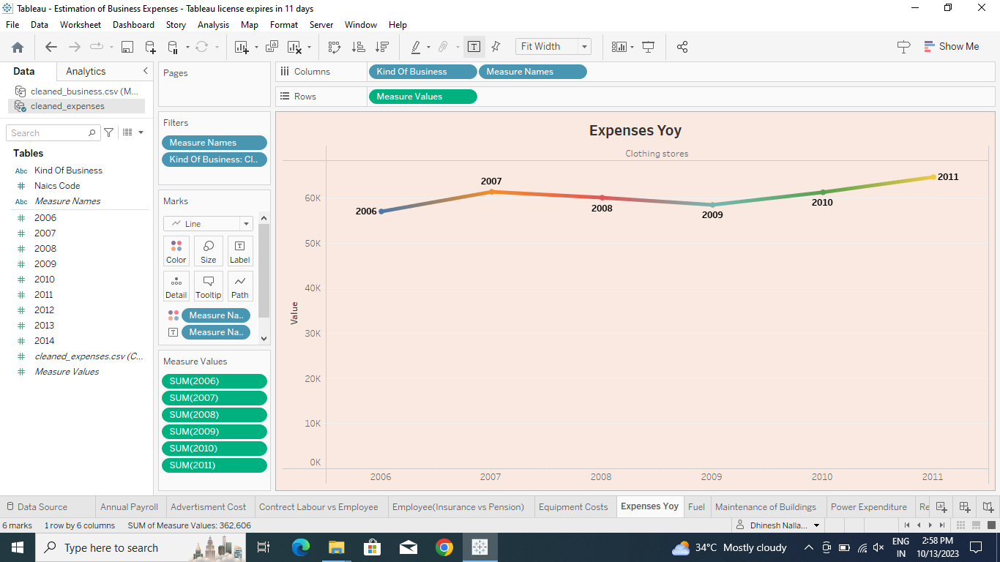 Tableau - Estimation of Business Expenses - Tableau license expires in 11 days
File Data Worksheet Dashboard Story Analysis Map Format Server Window Help
Fit Width
Show Me
Data Analytics
cleaned_business.csv (M...
cleaned_expenses
Search
Tables
Abc Kind Of Business
# Naics Code
Abc Measure Names
# 2006
# 2007
# 2008
# 2009
# 2010
# 2011
# 2012
# 2013
# 2014
# cleaned_expenses.csv (C...
# Measure Values
Pages
Filters
Measure Names
Kind Of Business: Cl..
Marks
Line
Color Size Label
Detail Tooltip Path
Measure Na..
Measure Na..
Measure Values
SUM(2006)
SUM(2007)
SUM(2008)
SUM(2009)
SUM(2010)
SUM(2011)
Columns Kind Of Business Measure Names
Rows Measure Values
Expenses Yoy
Clothing stores
2006
2007
2008
2009
2010
2011
Value
60K
50K
40K
30K
20K
10K
0K
2006 2007 2008 2009 2010 2011
Data Source Annual Payroll Advertisment Cost Contrect Labour vs Employee Employee(Insurance vs Pension) Equipment Costs Expenses Yoy Fuel Maintenance of Buildings Power Expenditure Re
6 marks 1 row by 6 columns SUM of Measure Values: 362,606 Dhinesh Nalla...
Type here to search
34°C Mostly cloudy
ENG
IN
2:58 PM
10/13/2023